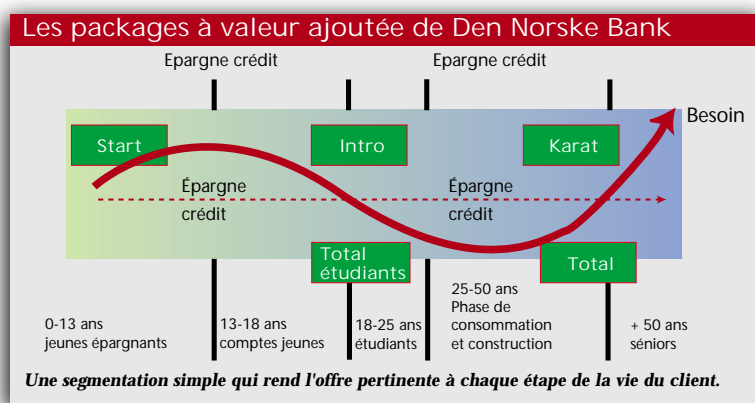 Les packages à valeur ajoutée de Den Norske Bank
Epargne crédit
Epargne crédit
Besoin
Start
Intro
Karat
Épargne
crédit
Épargne
crédit
Total
étudiants
Total
0-13 ans
jeunes épargnants
13-18 ans
comptes jeunes
18-25 ans
étudiants
25-50 ans
Phase de
consommation
et construction
+ 50 ans
séniors
Une segmentation simple qui rend l'offre pertinente à chaque étape de la vie du client.